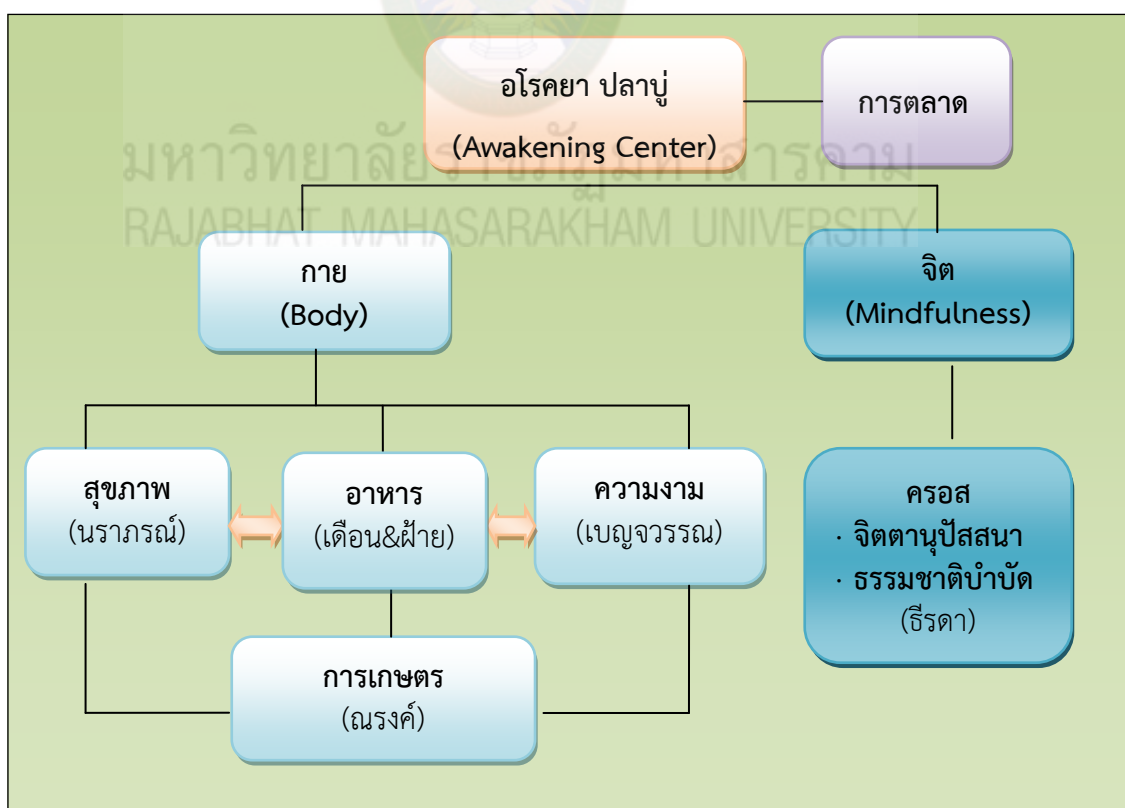 อโรคยา ปลาบู่
(Awakening Center)
การตลาด
มหาวิทยาลัยราชภัฏมหาสารคาม
RAJABHAT MAHASARAKHAM UNIVERSITY
กาย
(Body)
จิต
(Mindfulness)
สุขภาพ
(นราภรณ์)
อาหาร
(เดือน&ฝ้าย)
ความงาม
(เบญจวรรณ)
ครอส
· จิตตานุปัสสนา
· ธรรมชาติบำบัด
(ธีรดา)
การเกษตร
(ณรงค์)